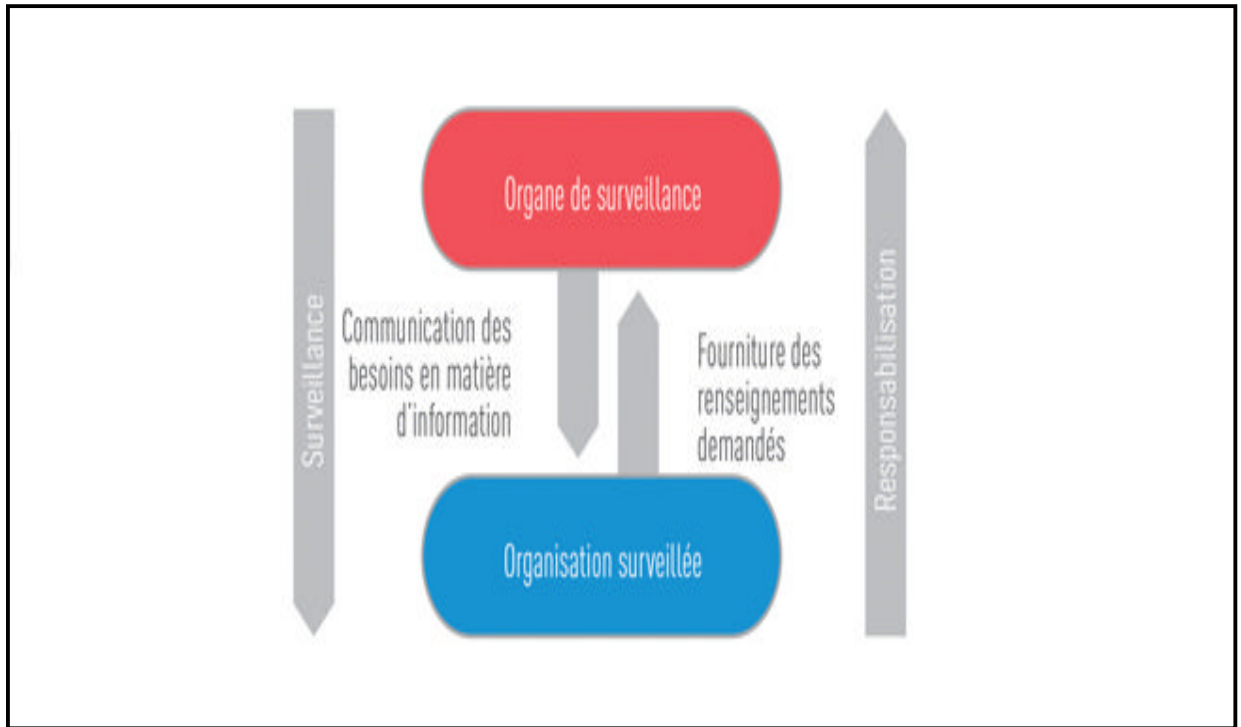 Organe de surveillance
Surveillance
Communication des
besoins en matière
d'information
Fourniture des
renseignements
demandés
Responsabilisation
Organisation surveillée